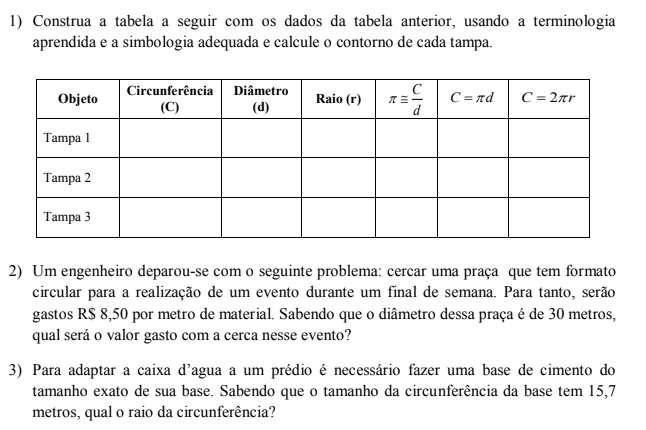 1) Construa a tabela a seguir com os dados da tabela anterior, usando a terminologia
aprendida e a simbologia adequada e calcule o contorno de cada tampa.
Objeto Circunferência (C) Diâmetro (d) Raio (r) π ≅ C/d C = πd C = 2πr
Tampa 1
Tampa 2
Tampa 3
2) Um engenheiro deparou-se com o seguinte problema: cercar uma praça que tem formato
circular para a realização de um evento durante um final de semana. Para tanto, serão
gastos R$ 8,50 por metro de material. Sabendo que o diâmetro dessa praça é de 30 metros,
qual será o valor gasto com a cerca nesse evento?
3) Para adaptar a caixa d’agua a um prédio é necessário fazer uma base de cimento do
tamanho exato de sua base. Sabendo que o tamanho da circunferência da base tem 15,7
metros, qual o raio da circunferência?